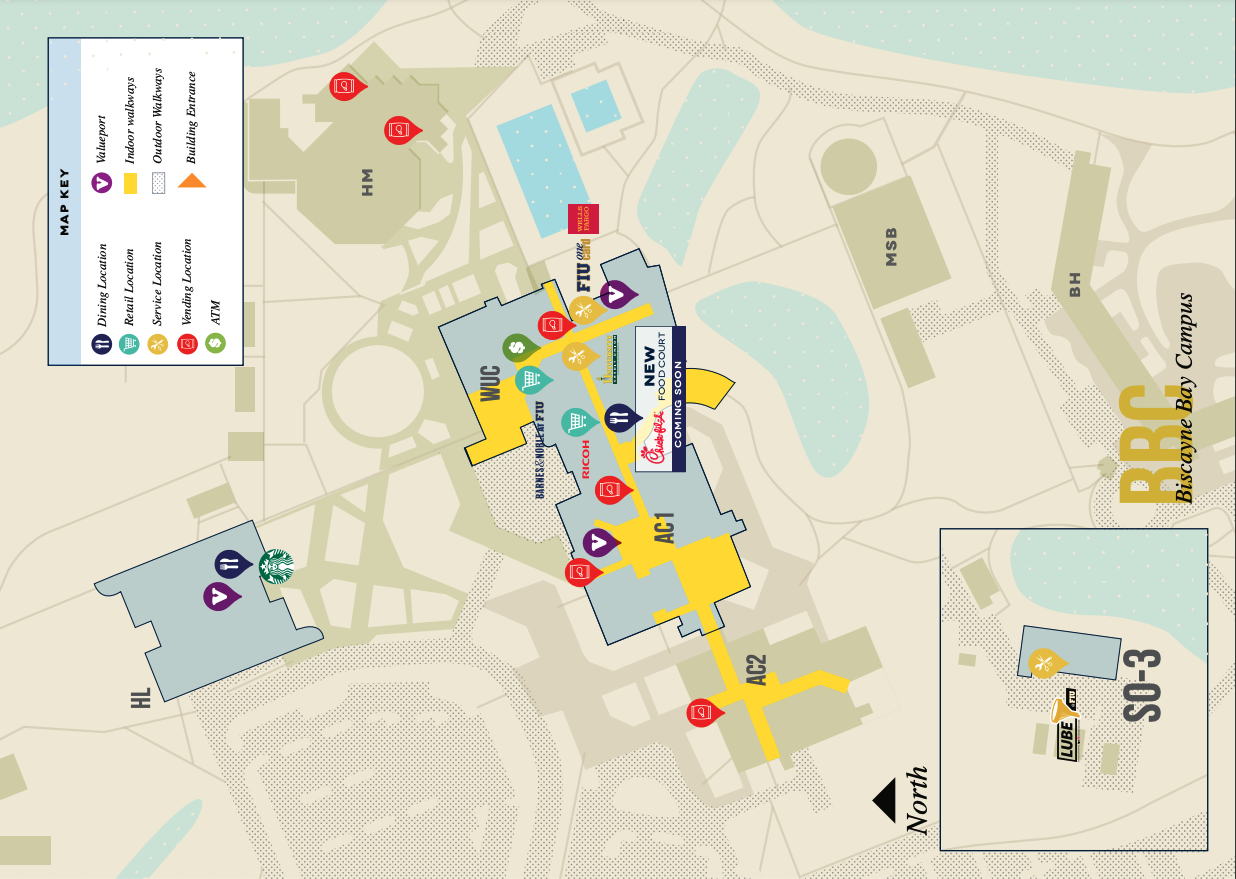 MAP KEY
Dining Location
Retail Location
Service Location
Vending Location
ATM
Valueport
Indoor walkways
Outdoor Walkways
Building Entrance
HM
WELLS
FARGO
FIU one
card
MSB
BH
WUC
BARNES & NOBLE AT FIU
RICOH
NEW
FOOD COURT
Chick-fil-A
COMING SOON
AC1
AC2
HL
BBC
Biscayne Bay Campus
SO-3
LUBE
FIU
North